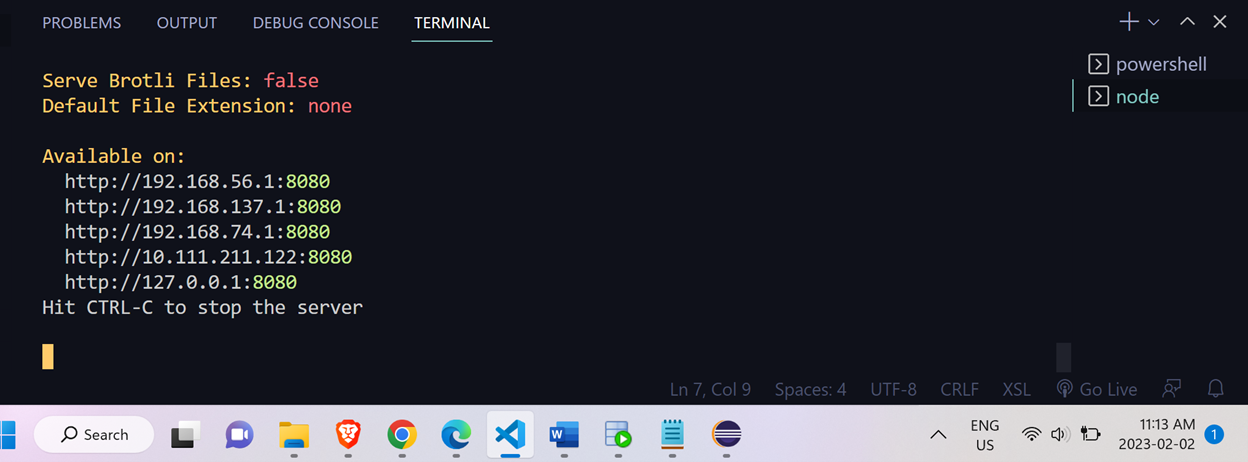 PROBLEMS OUTPUT DEBUG CONSOLE TERMINAL
powershell
node
Serve Brotli Files: false
Default File Extension: none
Available on:
http://192.168.56.1:8080
http://192.168.137.1:8080
http://192.168.74.1:8080
http://10.111.211.122:8080
http://127.0.0.1:8080
Hit CTRL-C to stop the server
Ln 7, Col 9 Spaces: 4 UTF-8 CRLF XSL Go Live
Search
W
ENG
US
11:13 AM
2023-02-02
1